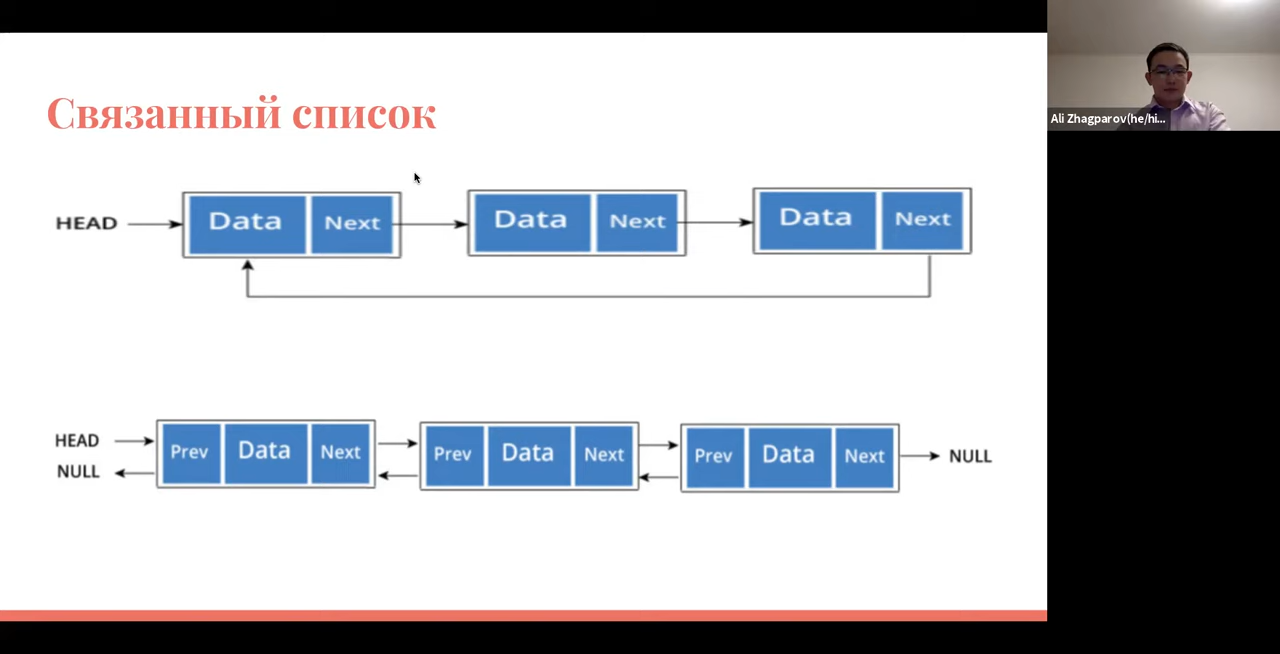 Связанный список
Ali Zhagparov(he/hi...
HEAD Data Next Data Next Data Next
HEAD
NULL
Prev Data Next Prev Data Next Prev Data Next NULL